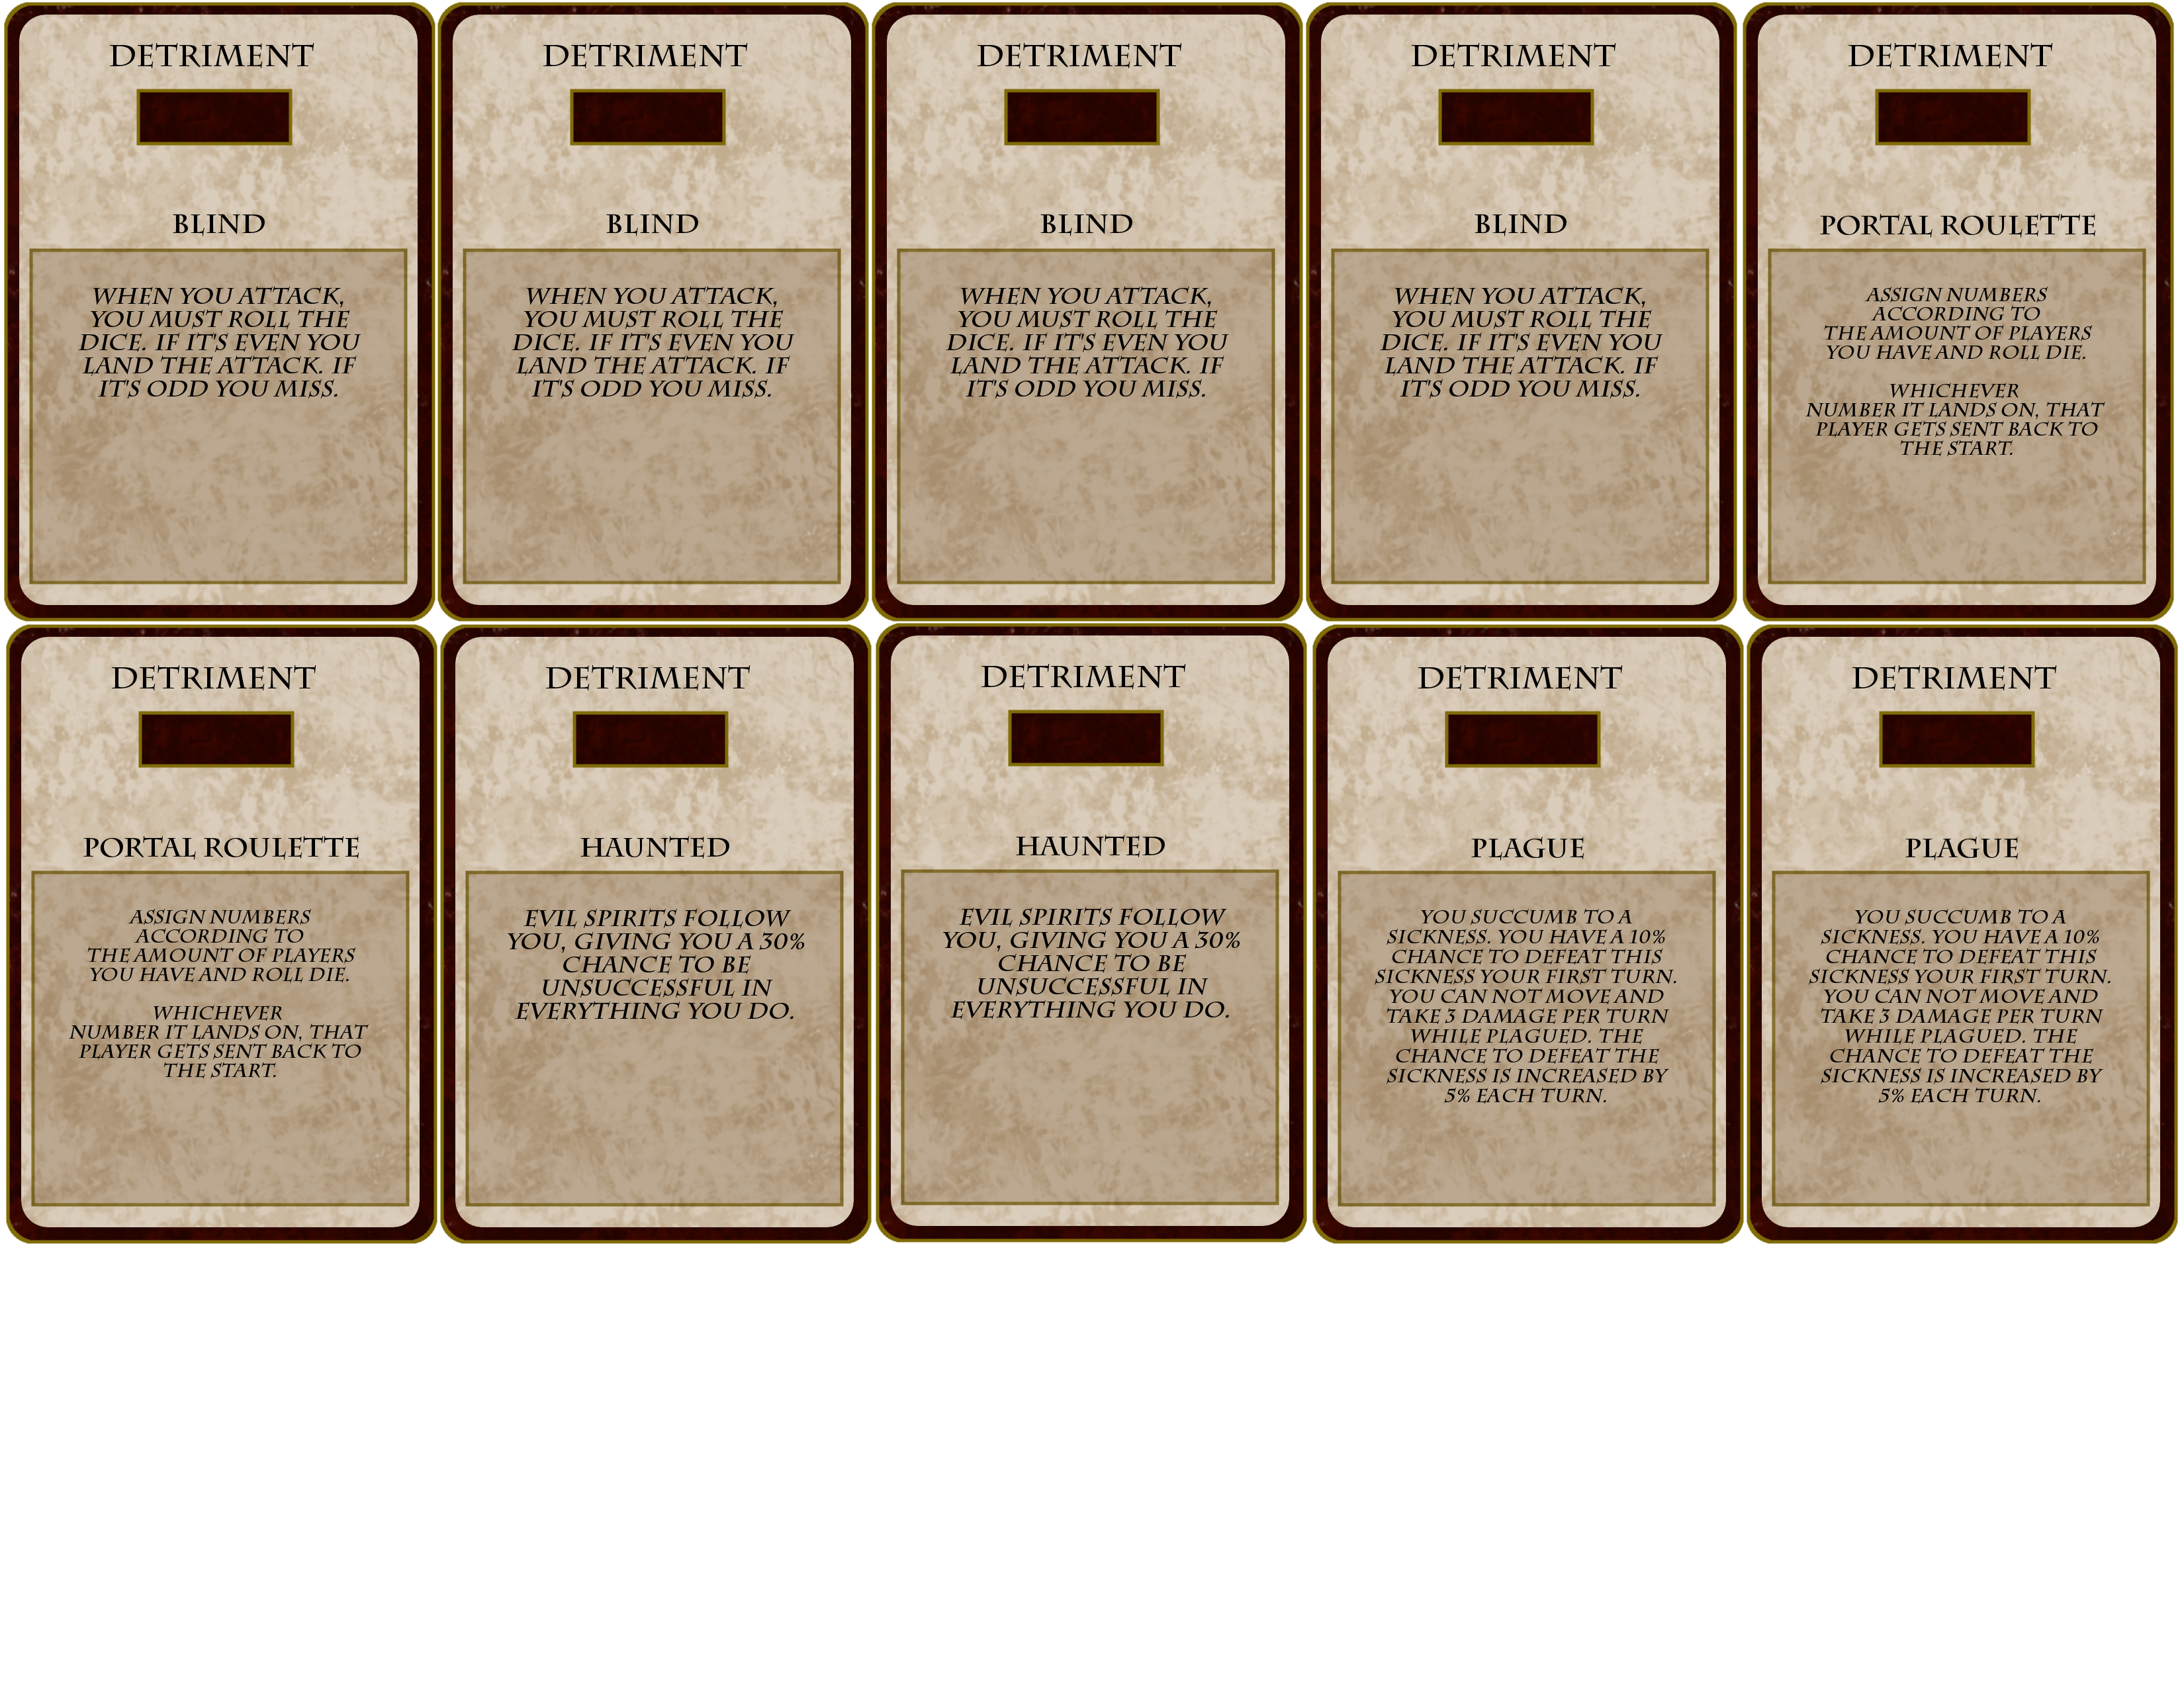 DETRIMENT
BLIND
WHEN YOU ATTACK,
YOU MUST ROLL THE
DICE. IF IT'S EVEN YOU
LAND THE ATTACK. IF
IT'S ODD YOU MISS.
DETRIMENT
BLIND
WHEN YOU ATTACK,
YOU MUST ROLL THE
DICE. IF IT'S EVEN YOU
LAND THE ATTACK. IF
IT'S ODD YOU MISS.
DETRIMENT
BLIND
WHEN YOU ATTACK,
YOU MUST ROLL THE
DICE. IF IT'S EVEN YOU
LAND THE ATTACK. IF
IT'S ODD YOU MISS.
DETRIMENT
BLIND
WHEN YOU ATTACK,
YOU MUST ROLL THE
DICE. IF IT'S EVEN YOU
LAND THE ATTACK. IF
IT'S ODD YOU MISS.
DETRIMENT
PORTAL ROULETTE
ASSIGN NUMBERS
ACCORDING TO
THE AMOUNT OF PLAYERS
YOU HAVE AND ROLL DIE.
WHICHEVER
NUMBER IT LANDS ON, THAT
PLAYER GETS SENT BACK TO
THE START.
DETRIMENT
PORTAL ROULETTE
ASSIGN NUMBERS
ACCORDING TO
THE AMOUNT OF PLAYERS
YOU HAVE AND ROLL DIE.
WHICHEVER
NUMBER IT LANDS ON, THAT
PLAYER GETS SENT BACK TO
THE START.
DETRIMENT
HAUNTED
EVIL SPIRITS FOLLOW
YOU, GIVING YOU A 30%
CHANCE TO BE
UNSUCCESSFUL IN
EVERYTHING YOU DO.
DETRIMENT
HAUNTED
EVIL SPIRITS FOLLOW
YOU, GIVING YOU A 30%
CHANCE TO BE
UNSUCCESSFUL IN
EVERYTHING YOU DO.
DETRIMENT
PLAGUE
YOU SUCCUMB TO A
SICKNESS. YOU HAVE A 10%
CHANCE TO DEFEAT THIS
SICKNESS YOUR FIRST TURN.
YOU CAN NOT MOVE AND
TAKE 3 DAMAGE PER TURN
WHILE PLAGUED. THE
CHANCE TO DEFEAT THE
SICKNESS IS INCREASED BY
5% EACH TURN.
DETRIMENT
PLAGUE
YOU SUCCUMB TO A
SICKNESS. YOU HAVE A 10%
CHANCE TO DEFEAT THIS
SICKNESS YOUR FIRST TURN.
YOU CAN NOT MOVE AND
TAKE 3 DAMAGE PER TURN
WHILE PLAGUED. THE
CHANCE TO DEFEAT THE
SICKNESS IS INCREASED BY
5% EACH TURN.